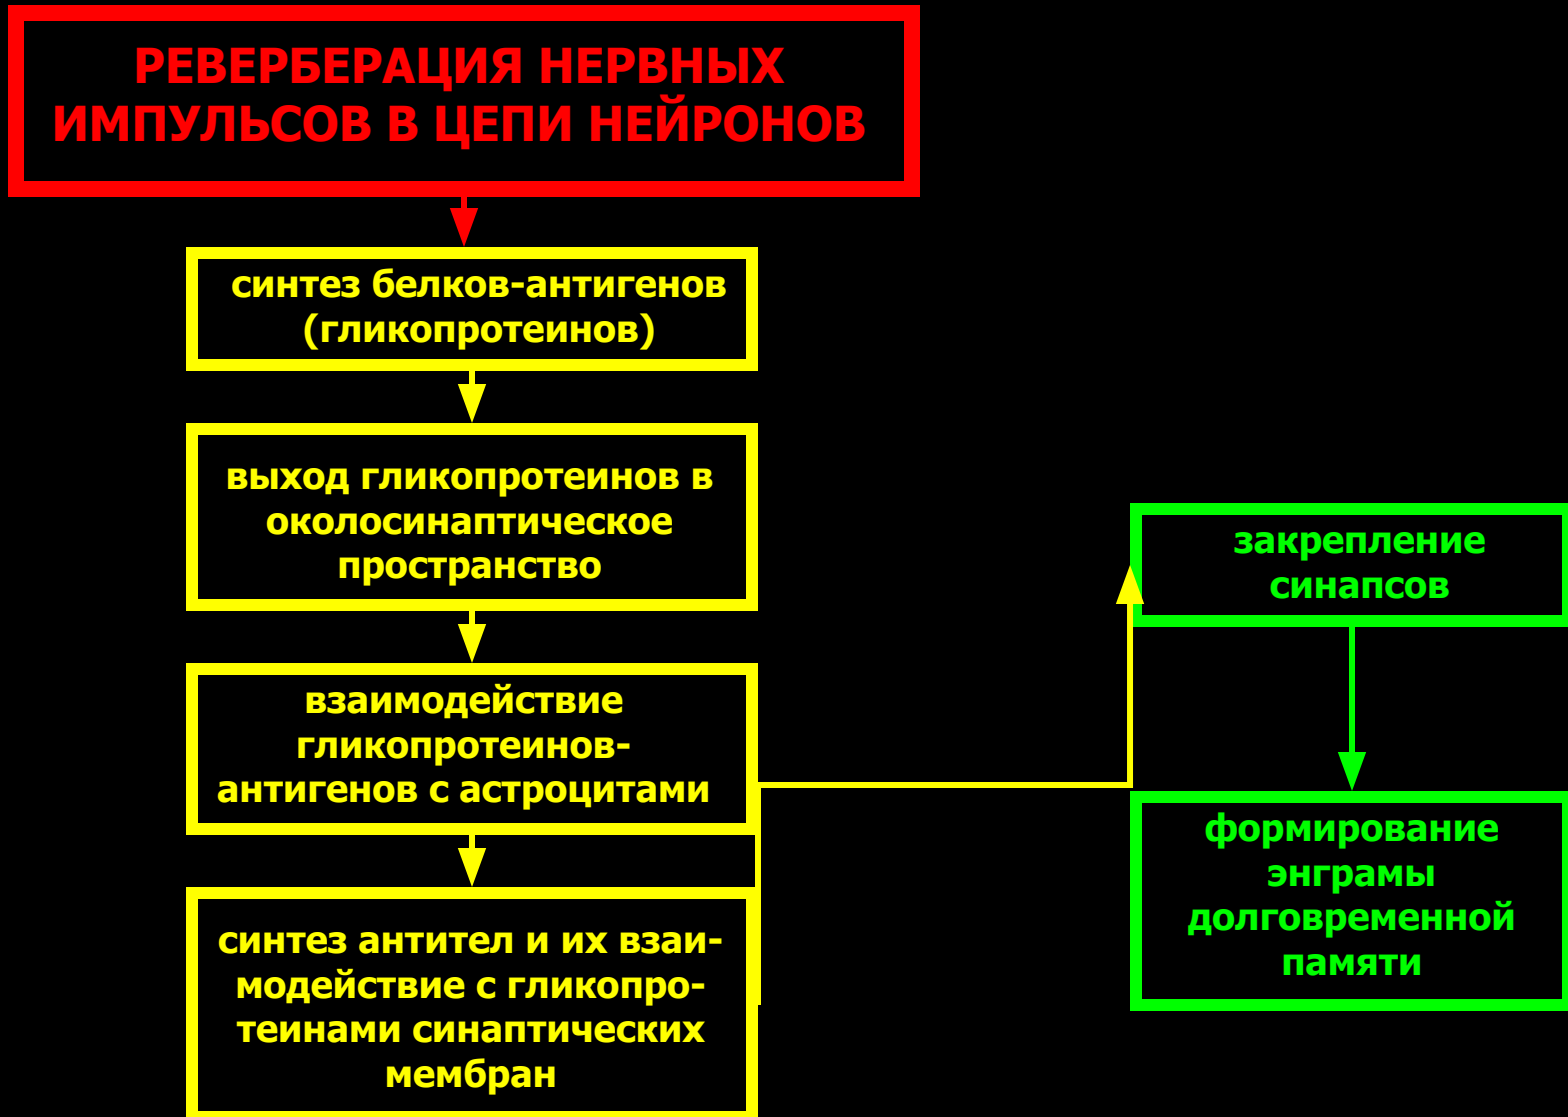 РЕВЕРБЕРАЦИЯ НЕРВНЫХ
ИМПУЛЬСОВ В ЦЕПИ НЕЙРОНОВ
синтез белков-антигенов
(гликопротеинов)
выход гликопротеинов в
околосинаптическое
пространство
взаимодействие
гликопротеинов-
антигенов с астроцитами
синтез антител и их взаи-
модействие с гликопро-
теинами синаптических
мембран
закрепление
синапсов
формирование
энграмы
долговременной
памяти